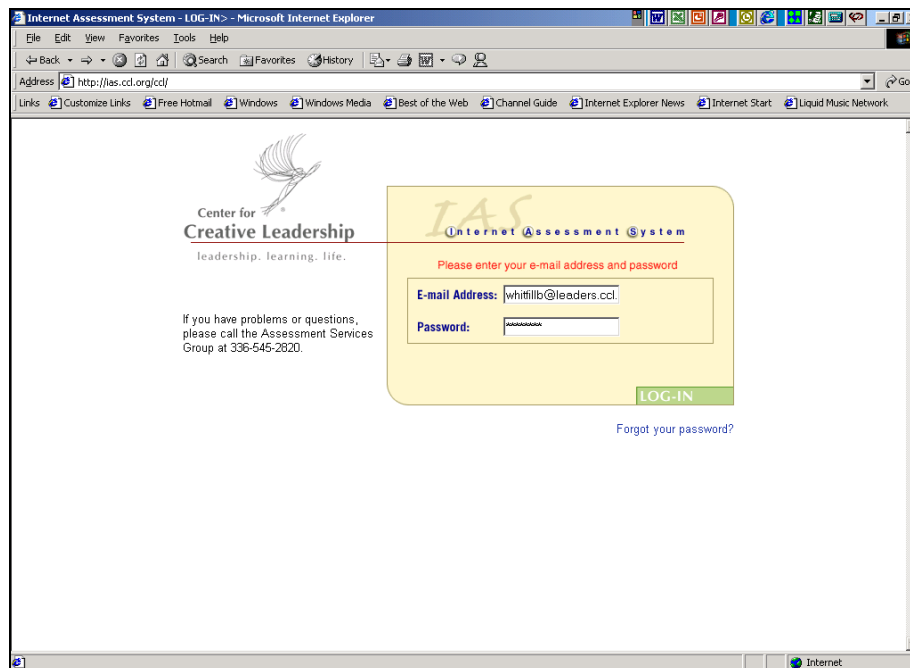 Internet Assessment System - LOG-IN> - Microsoft Internet Explorer
File Edit View Favorites Tools Help
Back Search Favorites History
Address http://ias.ccl.org/ccl/ Go
Links Customize Links Free Hotmail Windows Windows Media Best of the Web Channel Guide Internet Explorer News Internet Start Liquid Music Network
Center for
Creative Leadership
leadership. learning. life.
If you have problems or questions,
please call the Assessment Services
Group at 336-545-2820.
IAS
Internet Assessment System
Please enter your e-mail address and password
E-mail Address: whitfillb@leaders.ccl.
Password: ********
LOG-IN
Forgot your password?
Internet